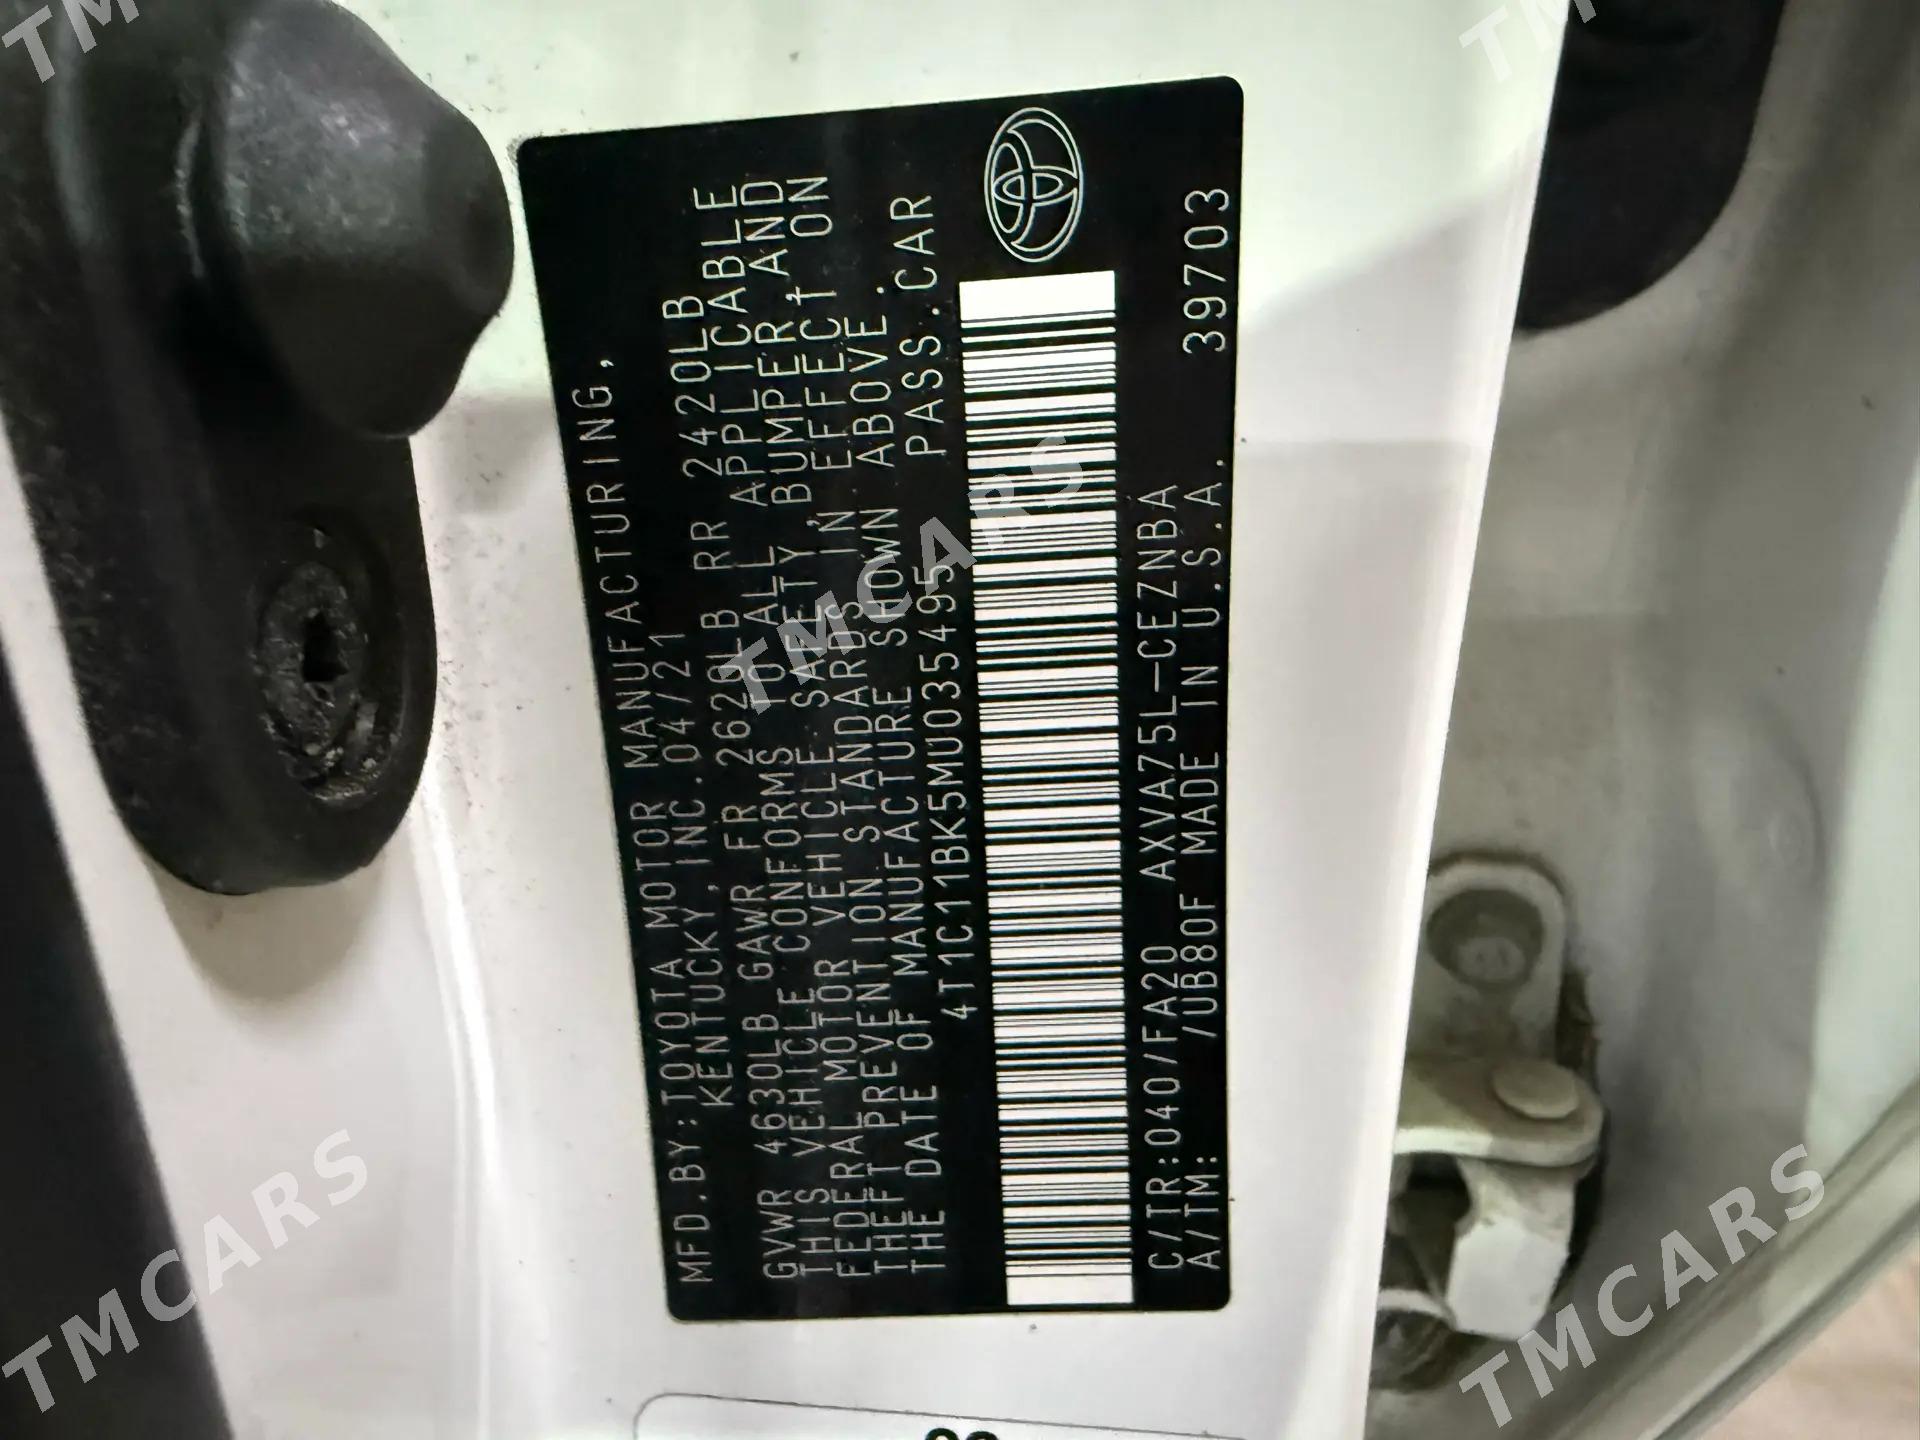 MFD.BY:TOYOTA MOTOR MANUFACTURING,
KENTUCKY, INC. 04/21
GVWR 4630LB GAWR FR 2620LB RR 2420LB
THIS VEHICLE CONFORMS TO ALL APPLICABLE
FEDERAL MOTOR VEHICLE SAFETY, BUMPER, AND
THEFT PREVENTION STANDARDS IN EFFECT ON
THE DATE OF MANUFACTURE SHOWN ABOVE.
4T1C11BK5MU035495 PASS.CAR
C/TR:040/FA20 AXVA75L-CEZNBA
A/TM: /UB80F MADE IN U.S.A. 39703
TMCARS
TMCARS
TMCARS